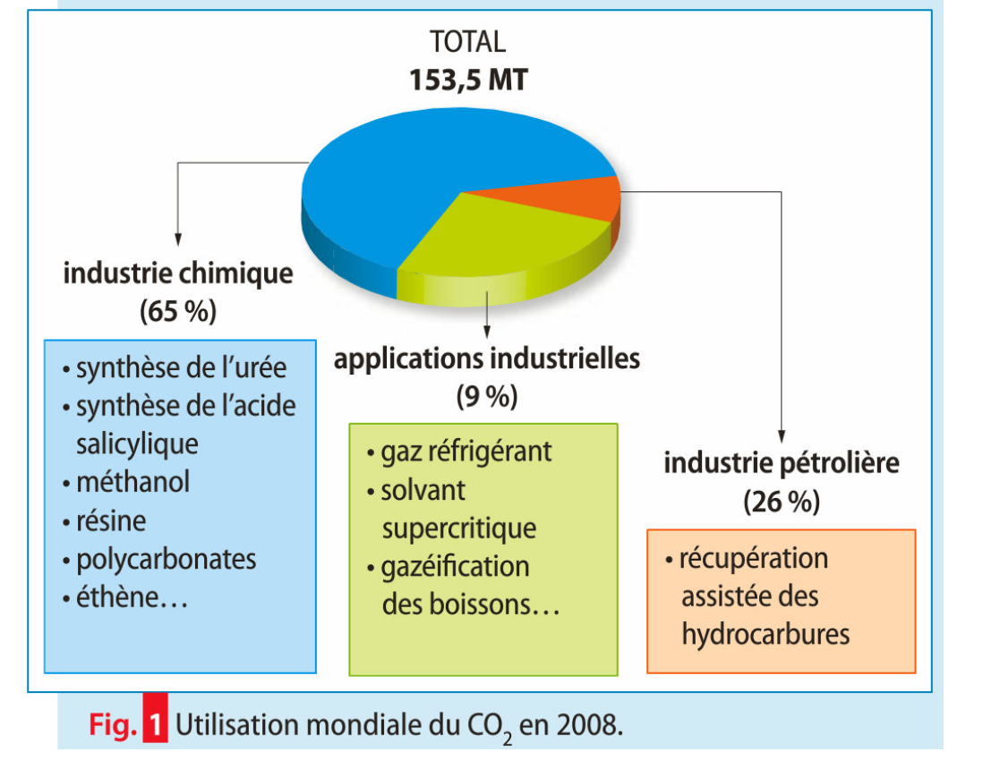 TOTAL
153,5 MT
industrie chimique
(65 %)
• synthèse de l'urée
• synthèse de l'acide
salicylique
• méthanol
• résine
• polycarbonates
• éthène…
applications industrielles
(9 %)
• gaz réfrigérant
• solvant
supercritique
• gazéification
des boissons…
industrie pétrolière
(26 %)
• récupération
assistée des
hydrocarbures
Fig. 1 Utilisation mondiale du CO₂ en 2008.